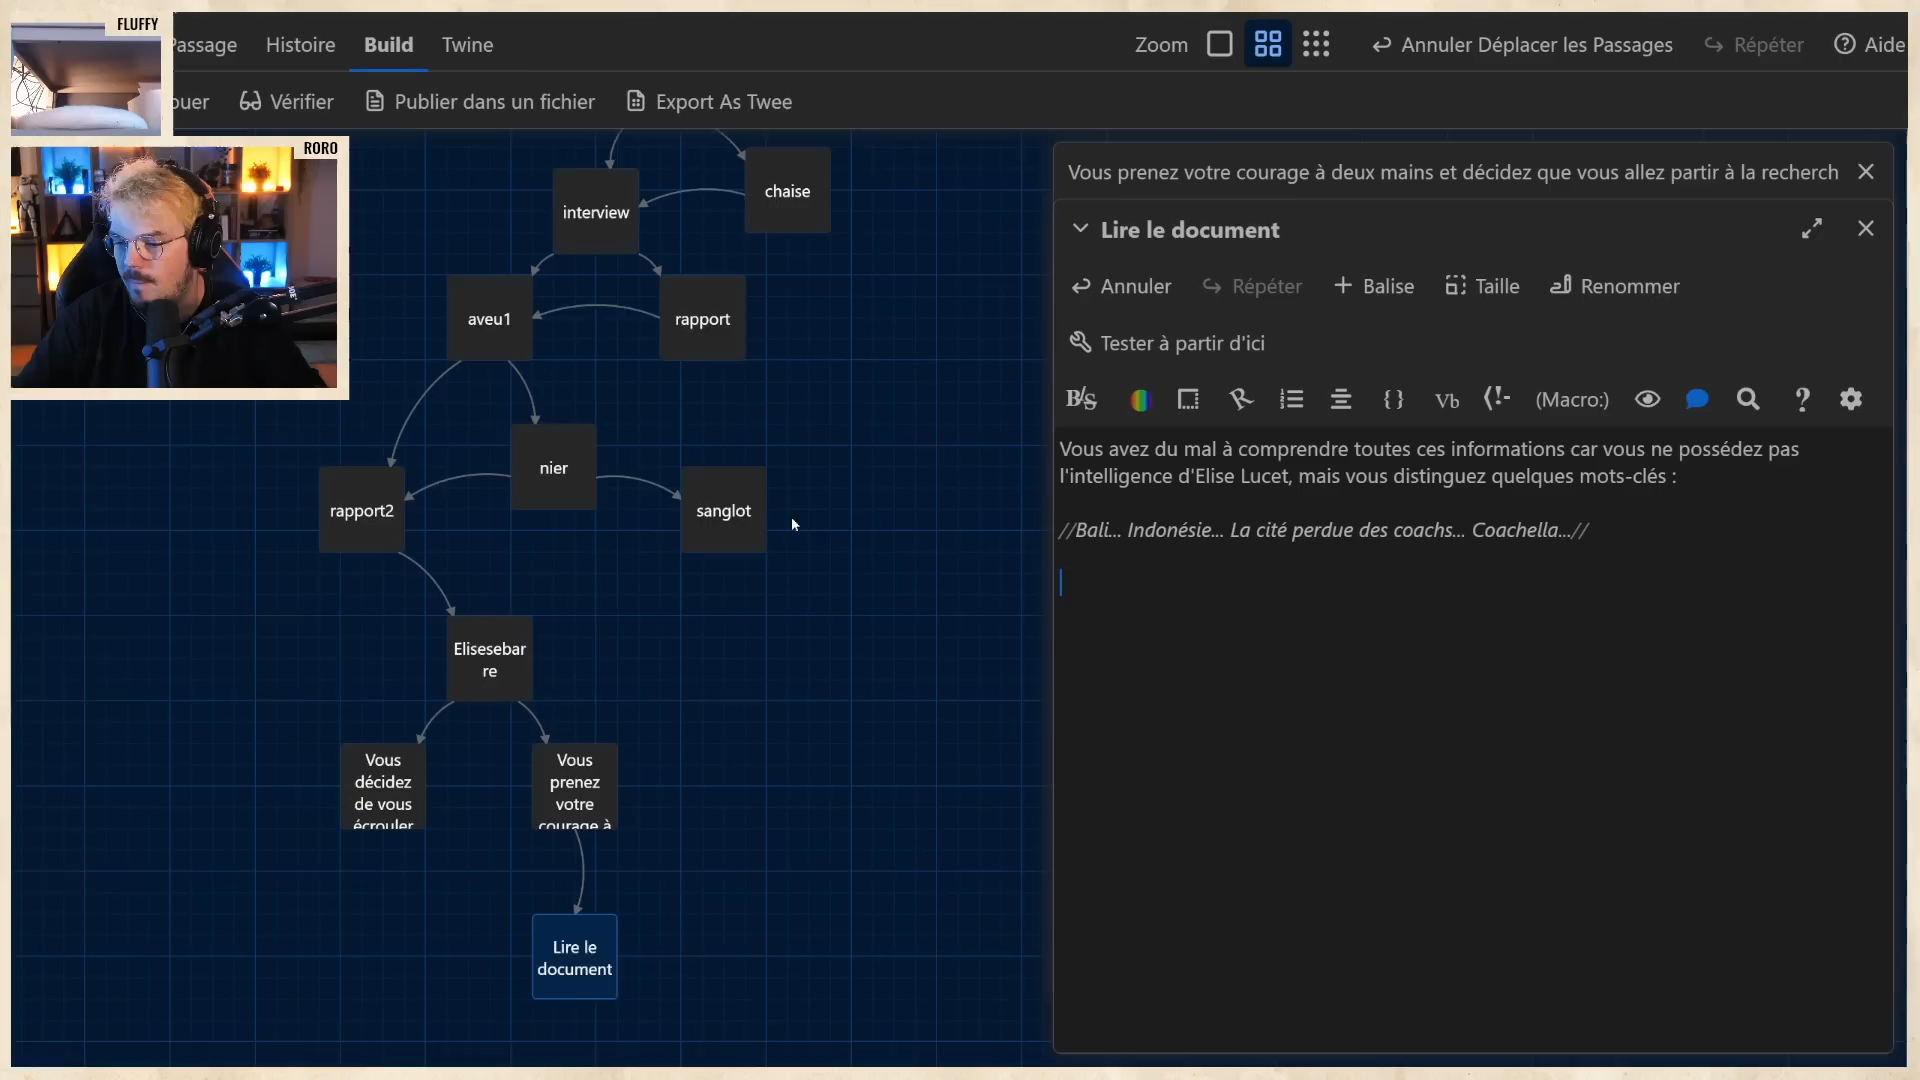 FLUFFY
Passage
Histoire
Build
Twine
Zoom
Annuler Déplacer les Passages
Répéter
Aide
ouer
Vérifier
Publier dans un fichier
Export As Twee
RORO
chaise
interview
aveu1
rapport
nier
rapport2
sanglot
Elisesebar
re
Vous
décidez
de vous
écrouler
Vous
prenez
votre
courage à
Lire le
document
Vous prenez votre courage à deux mains et décidez que vous allez partir à la recherch
Lire le document
Annuler
Répéter
Balise
Taille
Renommer
Tester à partir d'ici
(Macro:)
Vous avez du mal à comprendre toutes ces informations car vous ne possédez pas
l'intelligence d'Elise Lucet, mais vous distinguez quelques mots-clés :
//Bali... Indonésie... La cité perdue des coachs... Coachella...//